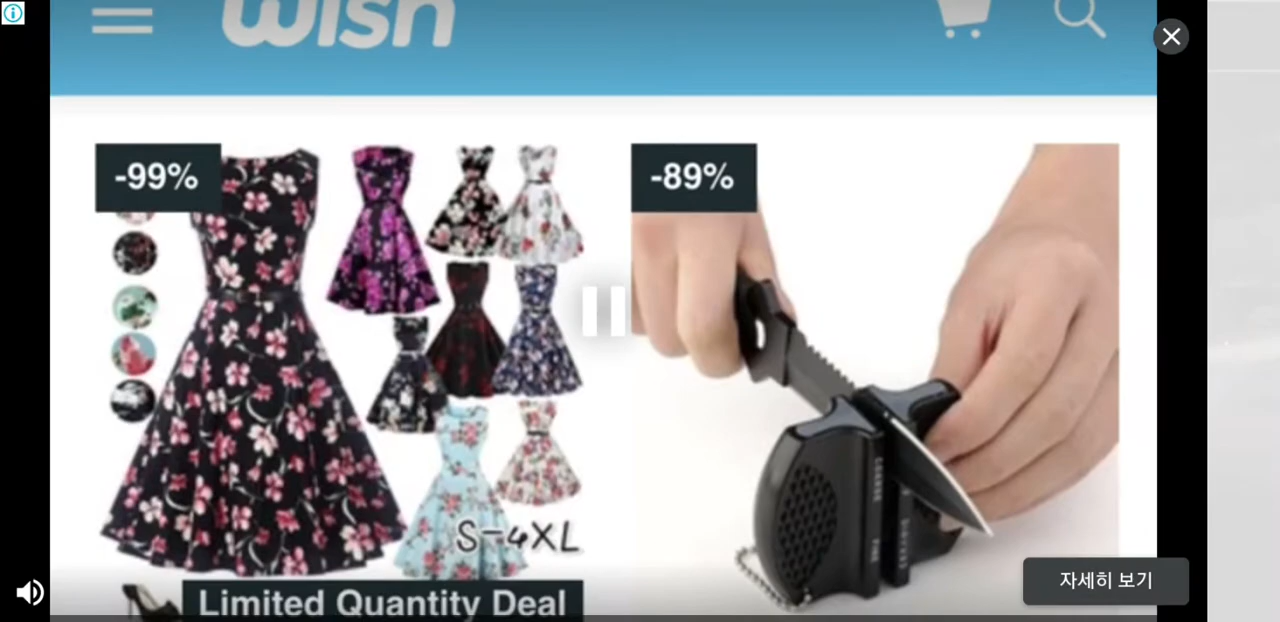 wish
-99%
-89%
S-4XL
Limited Quantity Deal
자세히 보기